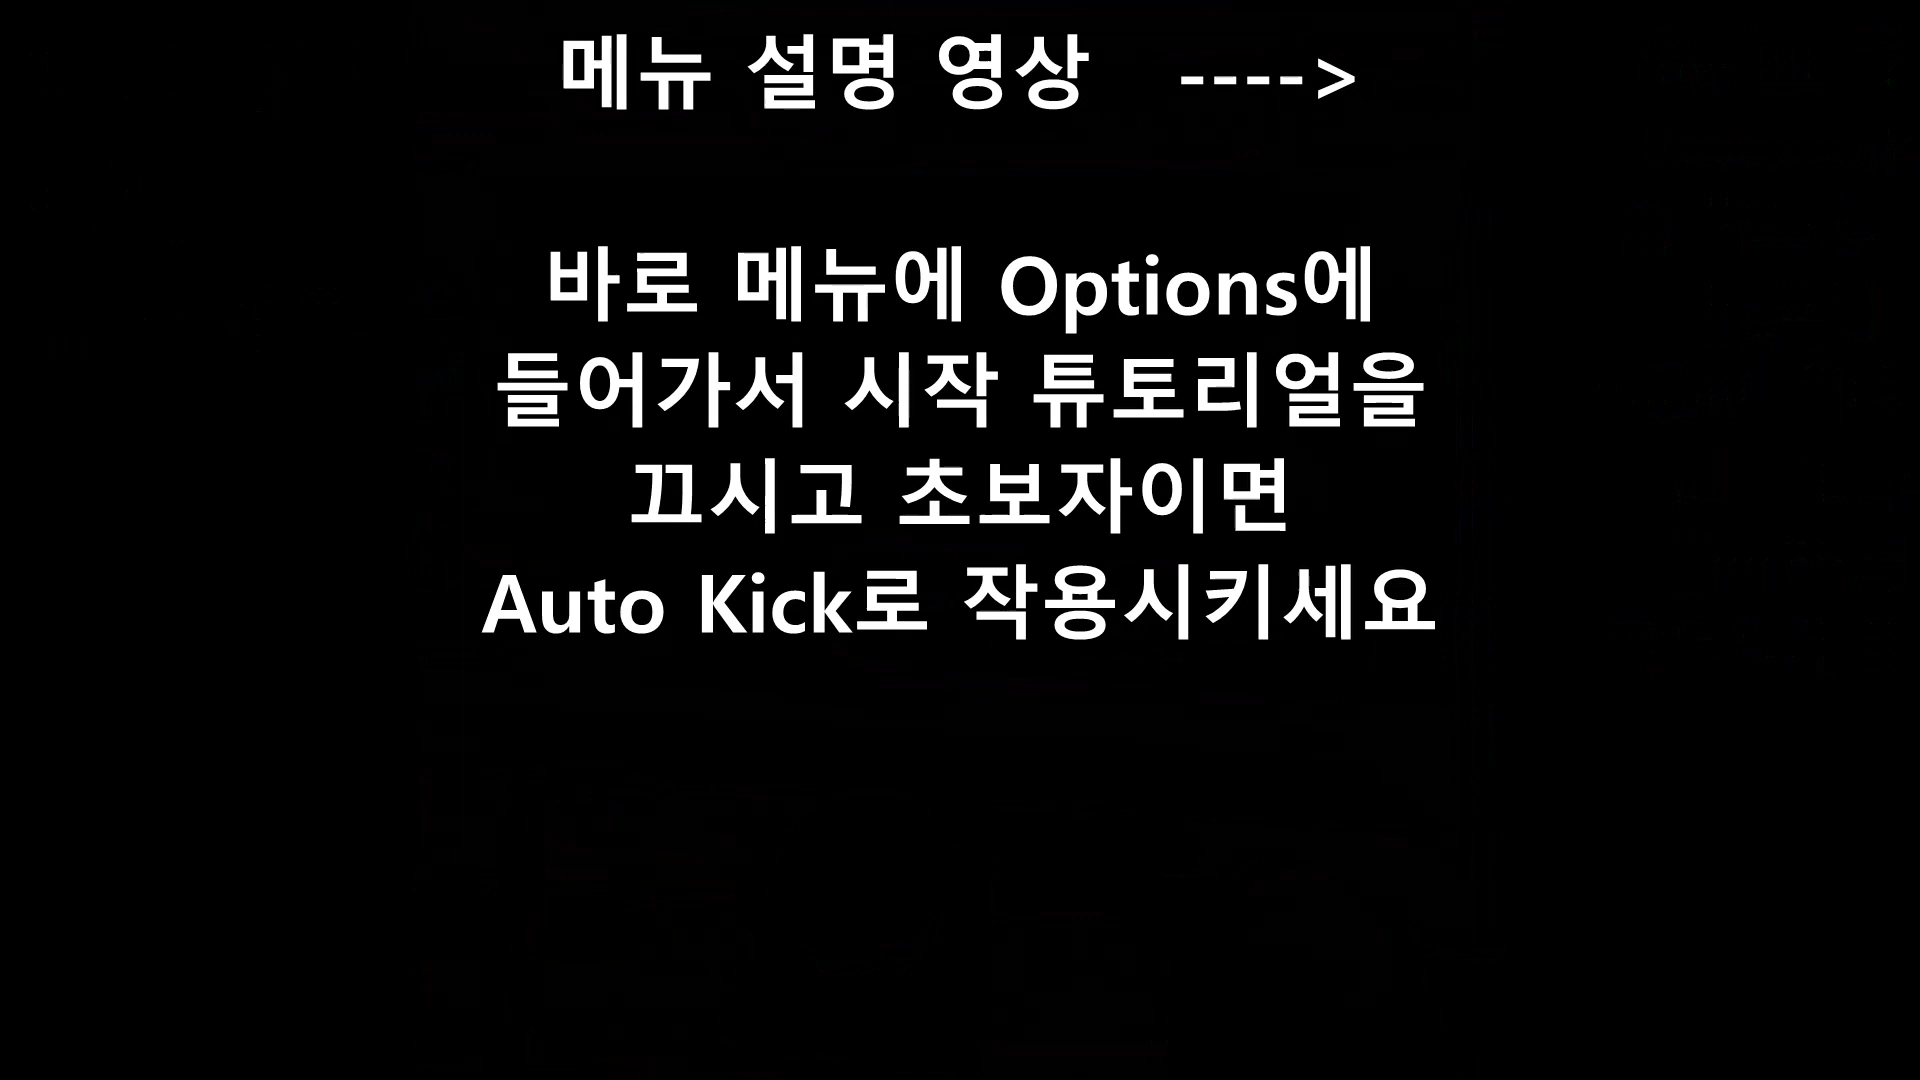 메뉴 설명 영상 ---->
바로 메뉴에 Options에
들어가서 시작 튜토리얼을
끄시고 초보자이면
Auto Kick로 작용시키세요